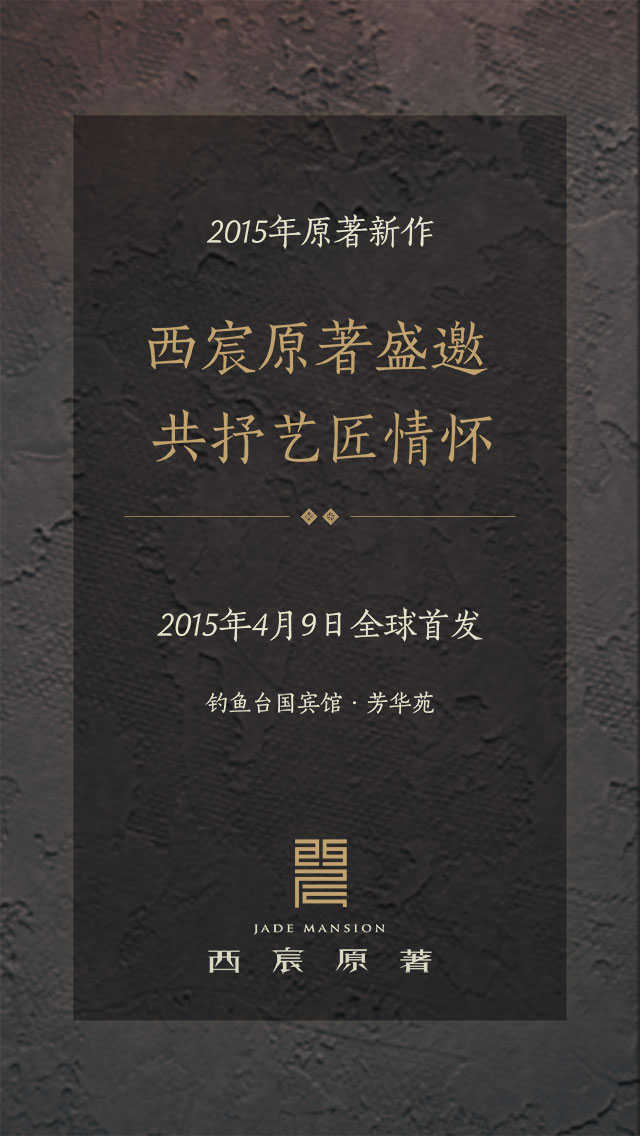 2015年原著新作
西宸原著盛邀
共抒艺匠情怀
2015年4月9日全球首发
钓鱼台国宾馆·芳华苑
西宸
JADE MANSION
西宸原著